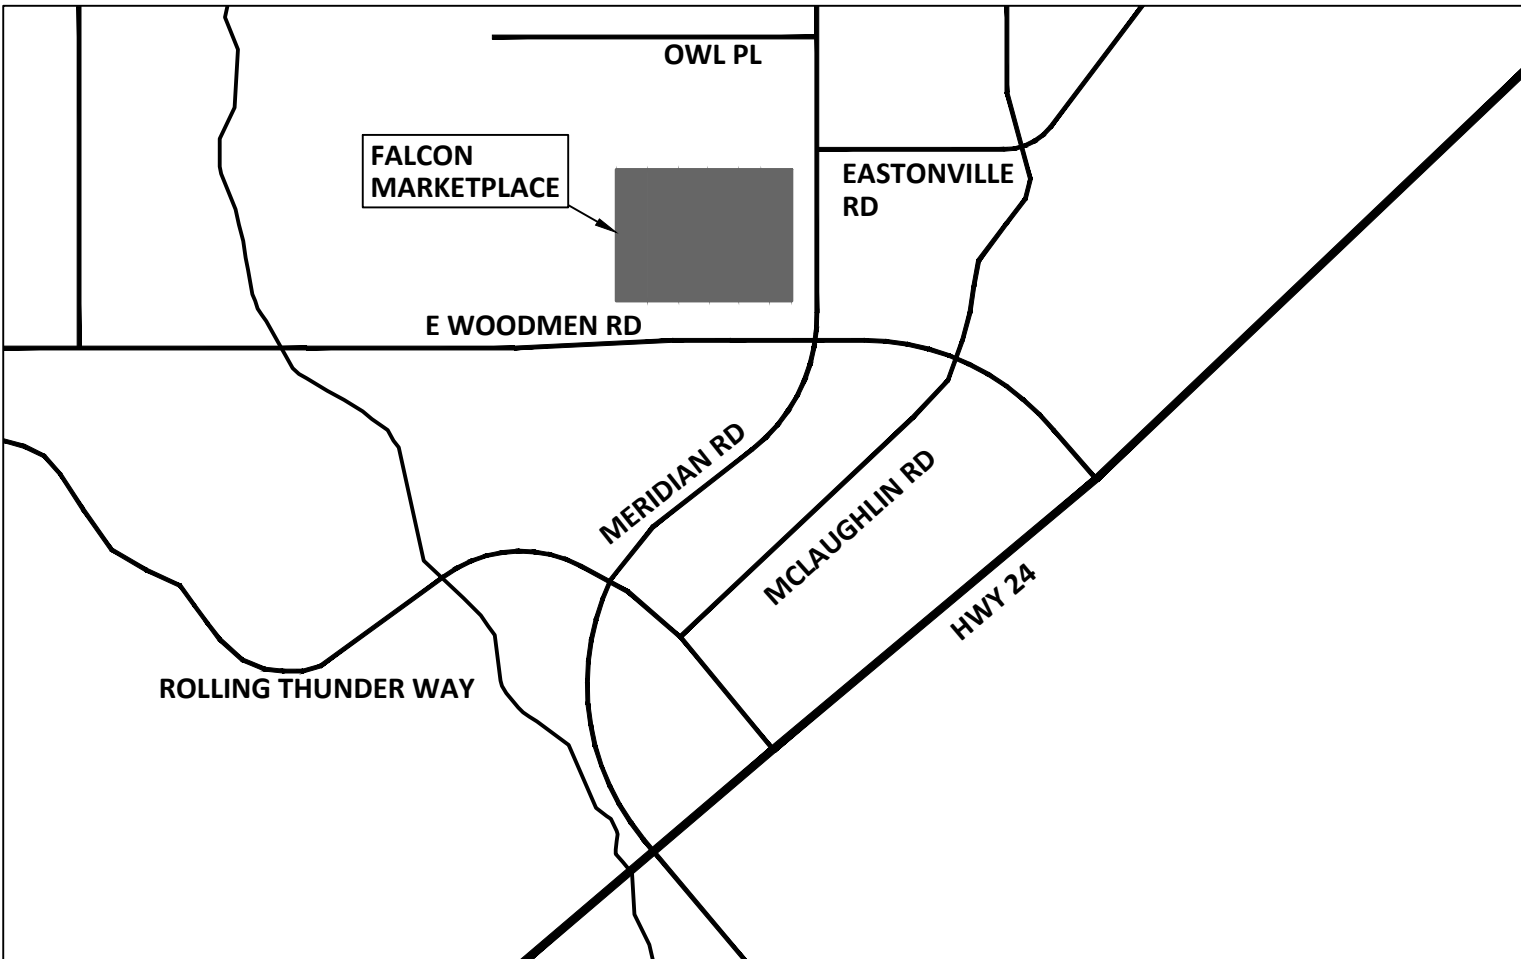 OWL PL
FALCON
MARKETPLACE
EASTONVILLE
RD
E WOODMEN RD
MERIDIAN RD
MCLAUGHLIN RD
HWY 24
ROLLING THUNDER WAY